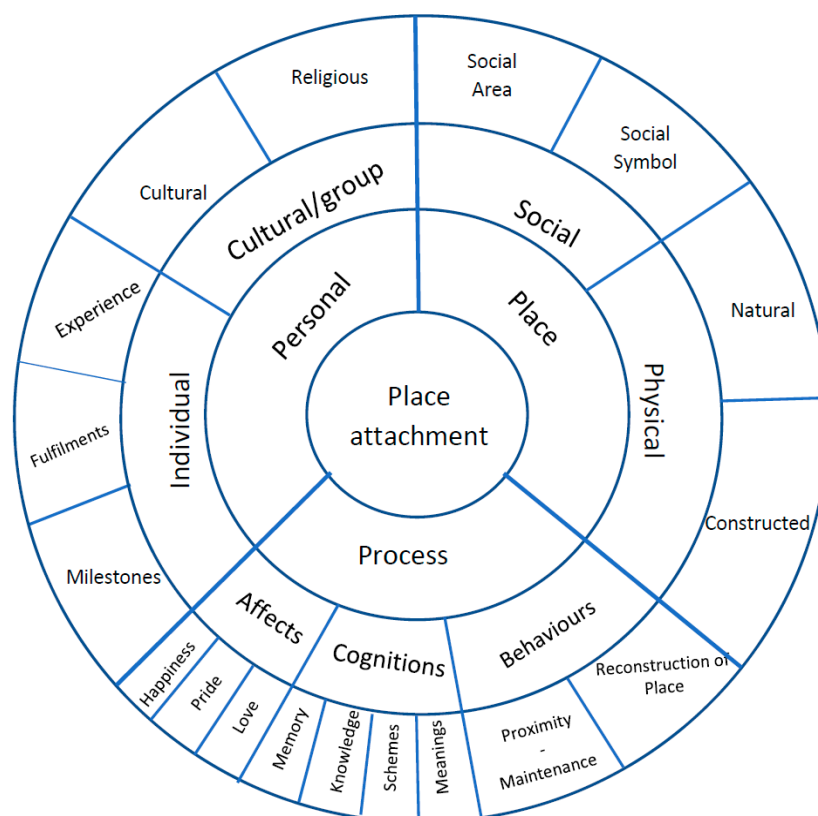 Place
attachment
Personal
Place
Process
Cultural/group
Social
Physical
Behaviours
Cognitions
Affects
Individual
Religious
Social
Area
Social
Symbol
Natural
Constructed
Reconstruction of
Place
Proximity
-
Maintenance
Meanings
Schemes
Knowledge
Memory
Love
Pride
Happiness
Milestones
Fulfilments
Experience
Cultural